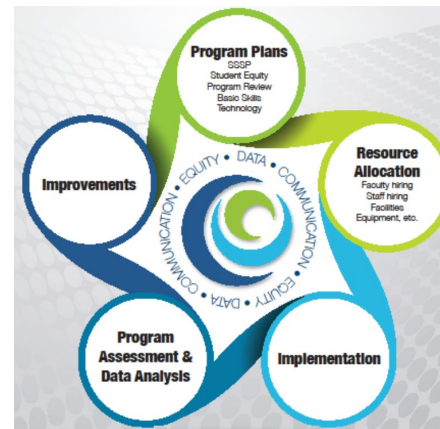 Program Plans
SSSP
Student Equity
Program Review
Basic Skills
Technology
Resource
Allocation
Faculty hiring
Staff hiring
Facilities
Equipment, etc.
Improvements
EQUITY • DATA • COMMUNICATION • EQUITY • DATA • COMMUNICATION •
Program
Assessment &
Data Analysis
Implementation